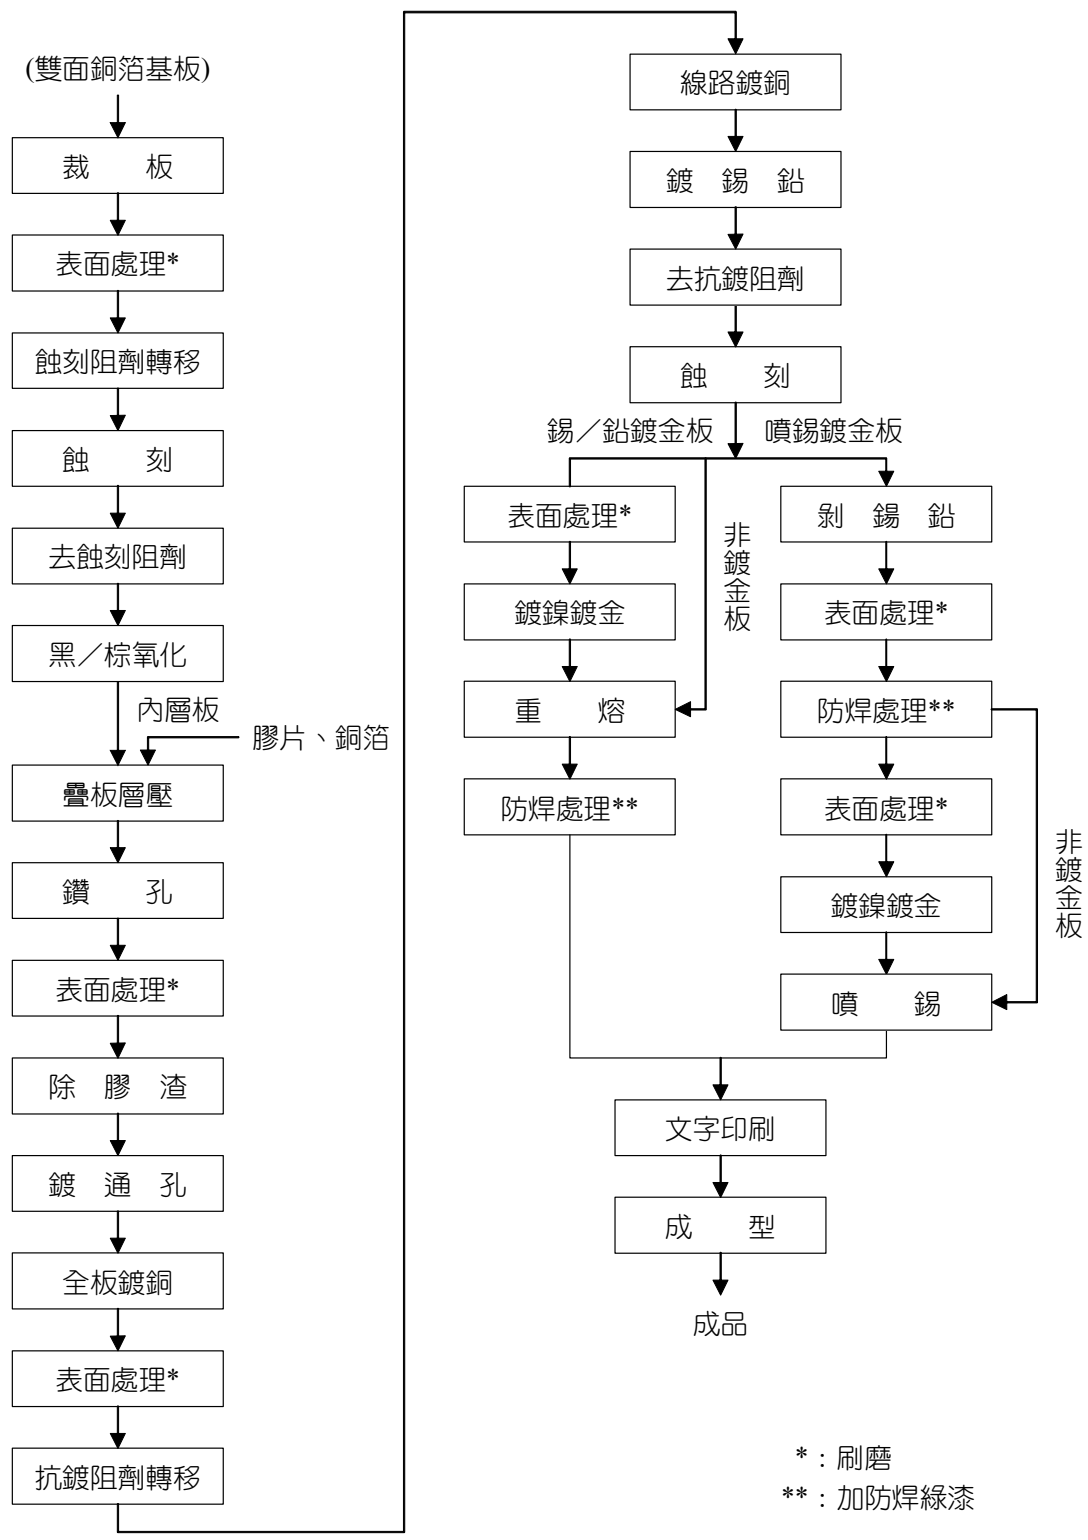 (雙面銅箔基板)
裁 板
表面處理*
蝕刻阻劑轉移
蝕 刻
去蝕刻阻劑
黑／棕氧化
內層板
膠片、銅箔
疊板層壓
鑽 孔
表面處理*
除 膠 渣
鍍 通 孔
全板鍍銅
表面處理*
抗鍍阻劑轉移
線路鍍銅
鍍 錫 鉛
去抗鍍阻劑
蝕 刻
錫／鉛鍍金板
噴錫鍍金板
表面處理*
鍍鎳鍍金
重 熔
防焊處理**
非鍍金板
剝 錫 鉛
表面處理*
防焊處理**
表面處理*
鍍鎳鍍金
噴 錫
非鍍金板
文字印刷
成 型
成品
*：刷磨
**：加防焊綠漆